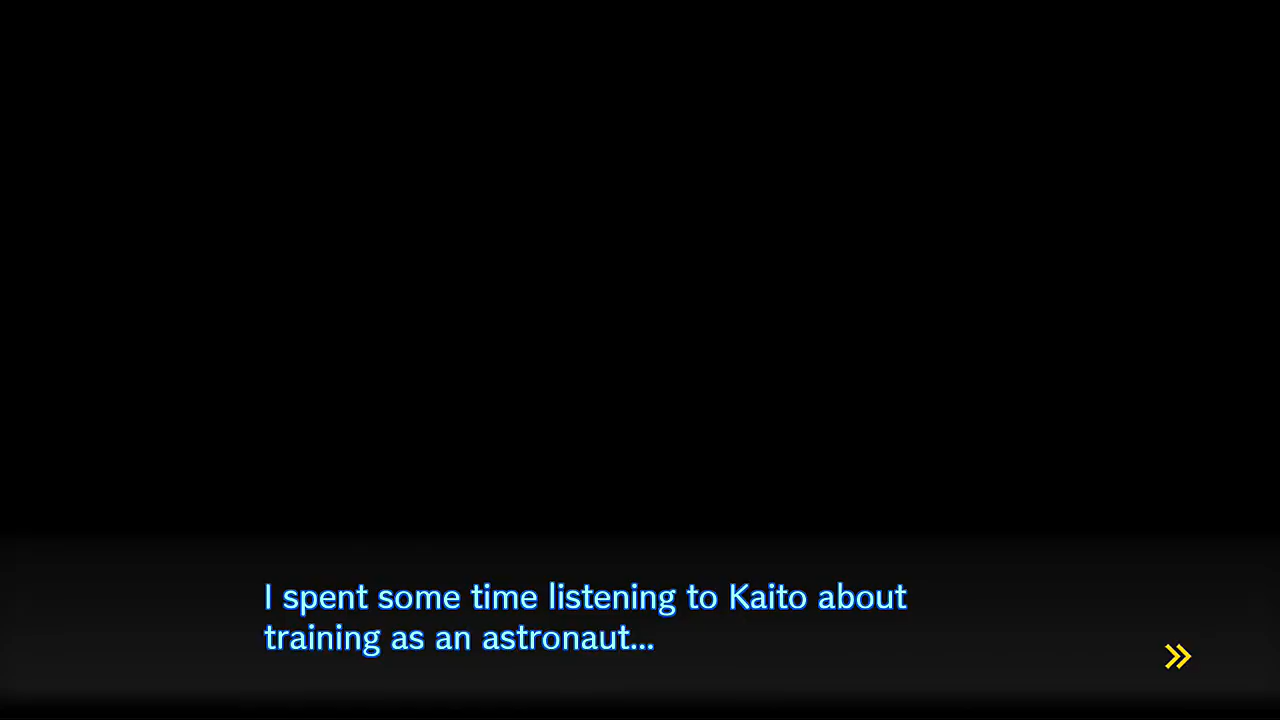 I spent some time listening to Kaito about
training as an astronaut...